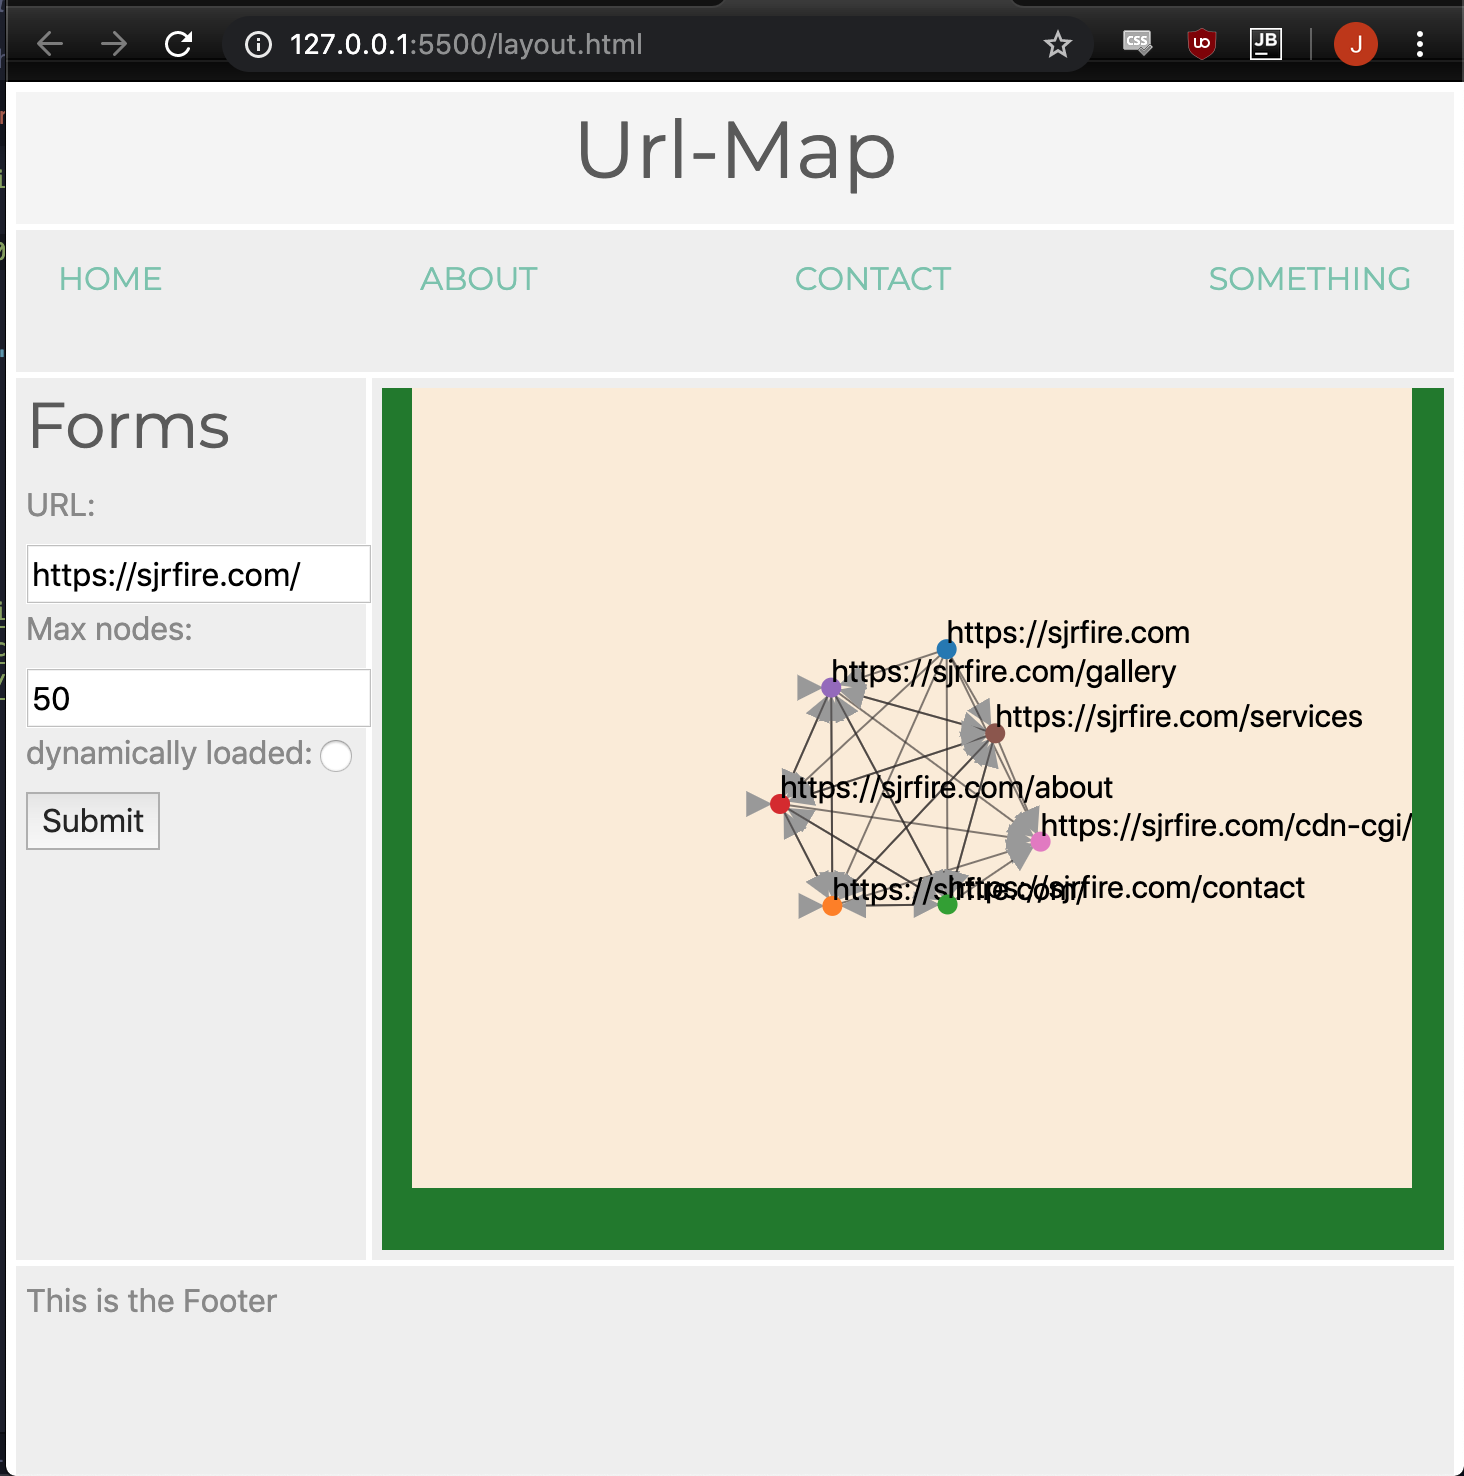 127.0.0.1:5500/layout.html
CSS
JB
J
Url-Map
HOME ABOUT CONTACT SOMETHING
Forms
URL:
https://sjrfire.com/
Max nodes:
50
dynamically loaded:
Submit
https://sjrfire.com
https://sjrfire.com/gallery
https://sjrfire.com/services
https://sjrfire.com/about
https://sjrfire.com/cdn-cgi/
https://sjrfire.com/
https://sjrfire.com/contact
This is the Footer